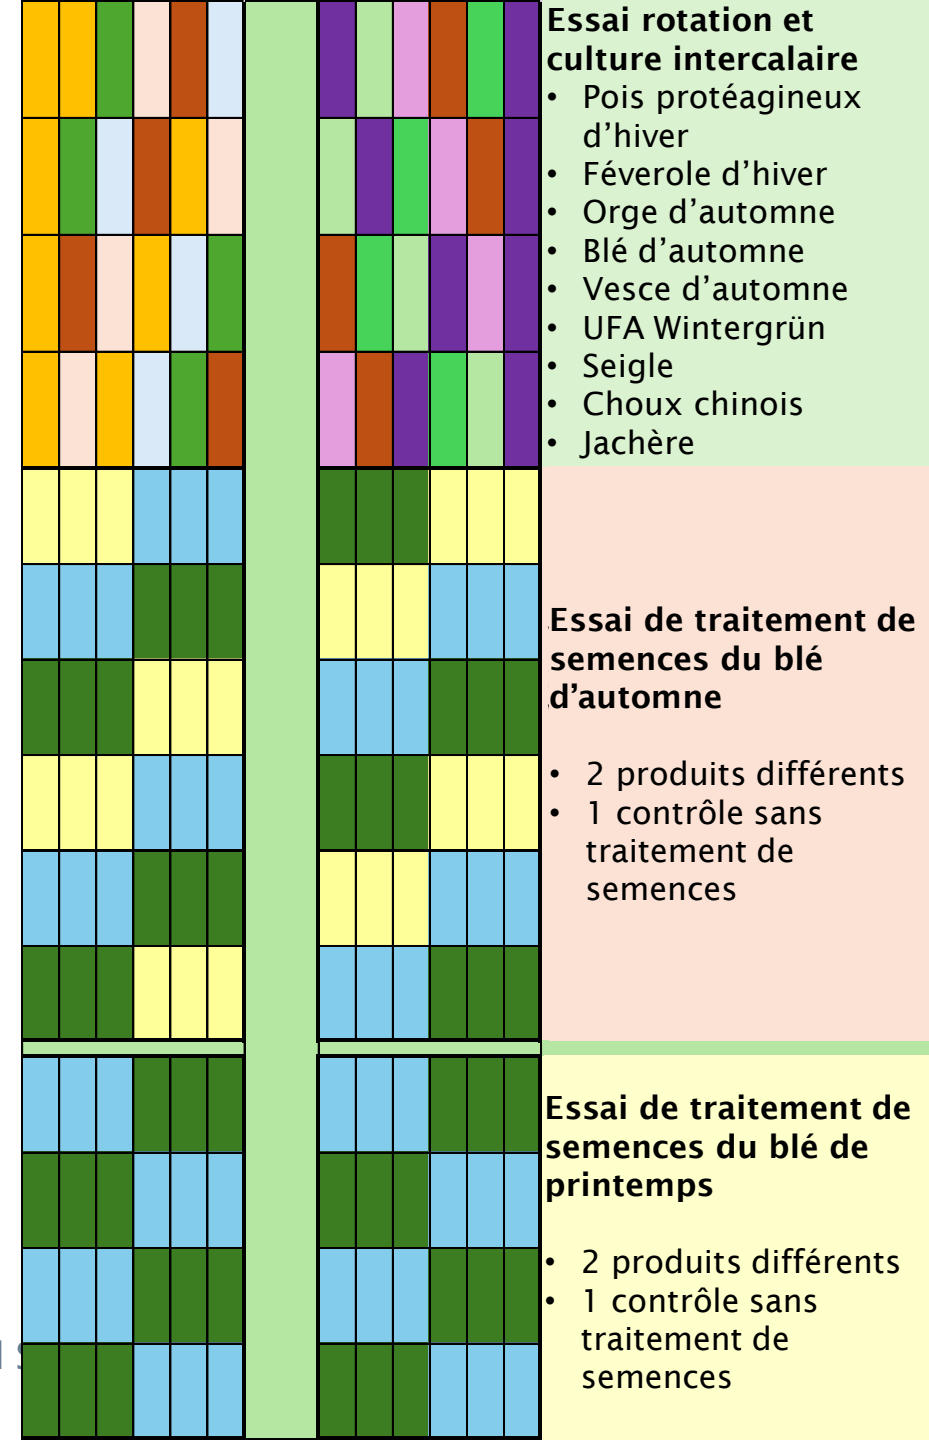 Essai rotation et
culture intercalaire
• Pois protéagineux
d’hiver
• Féverole d’hiver
• Orge d’automne
• Blé d’automne
• Vesce d’automne
• UFA Wintergrün
• Seigle
• Choux chinois
• Jachère
Essai de traitement de
semences du blé
d’automne
• 2 produits différents
• 1 contrôle sans
traitement de
semences
Essai de traitement de
semences du blé de
printemps
• 2 produits différents
• 1 contrôle sans
traitement de
semences